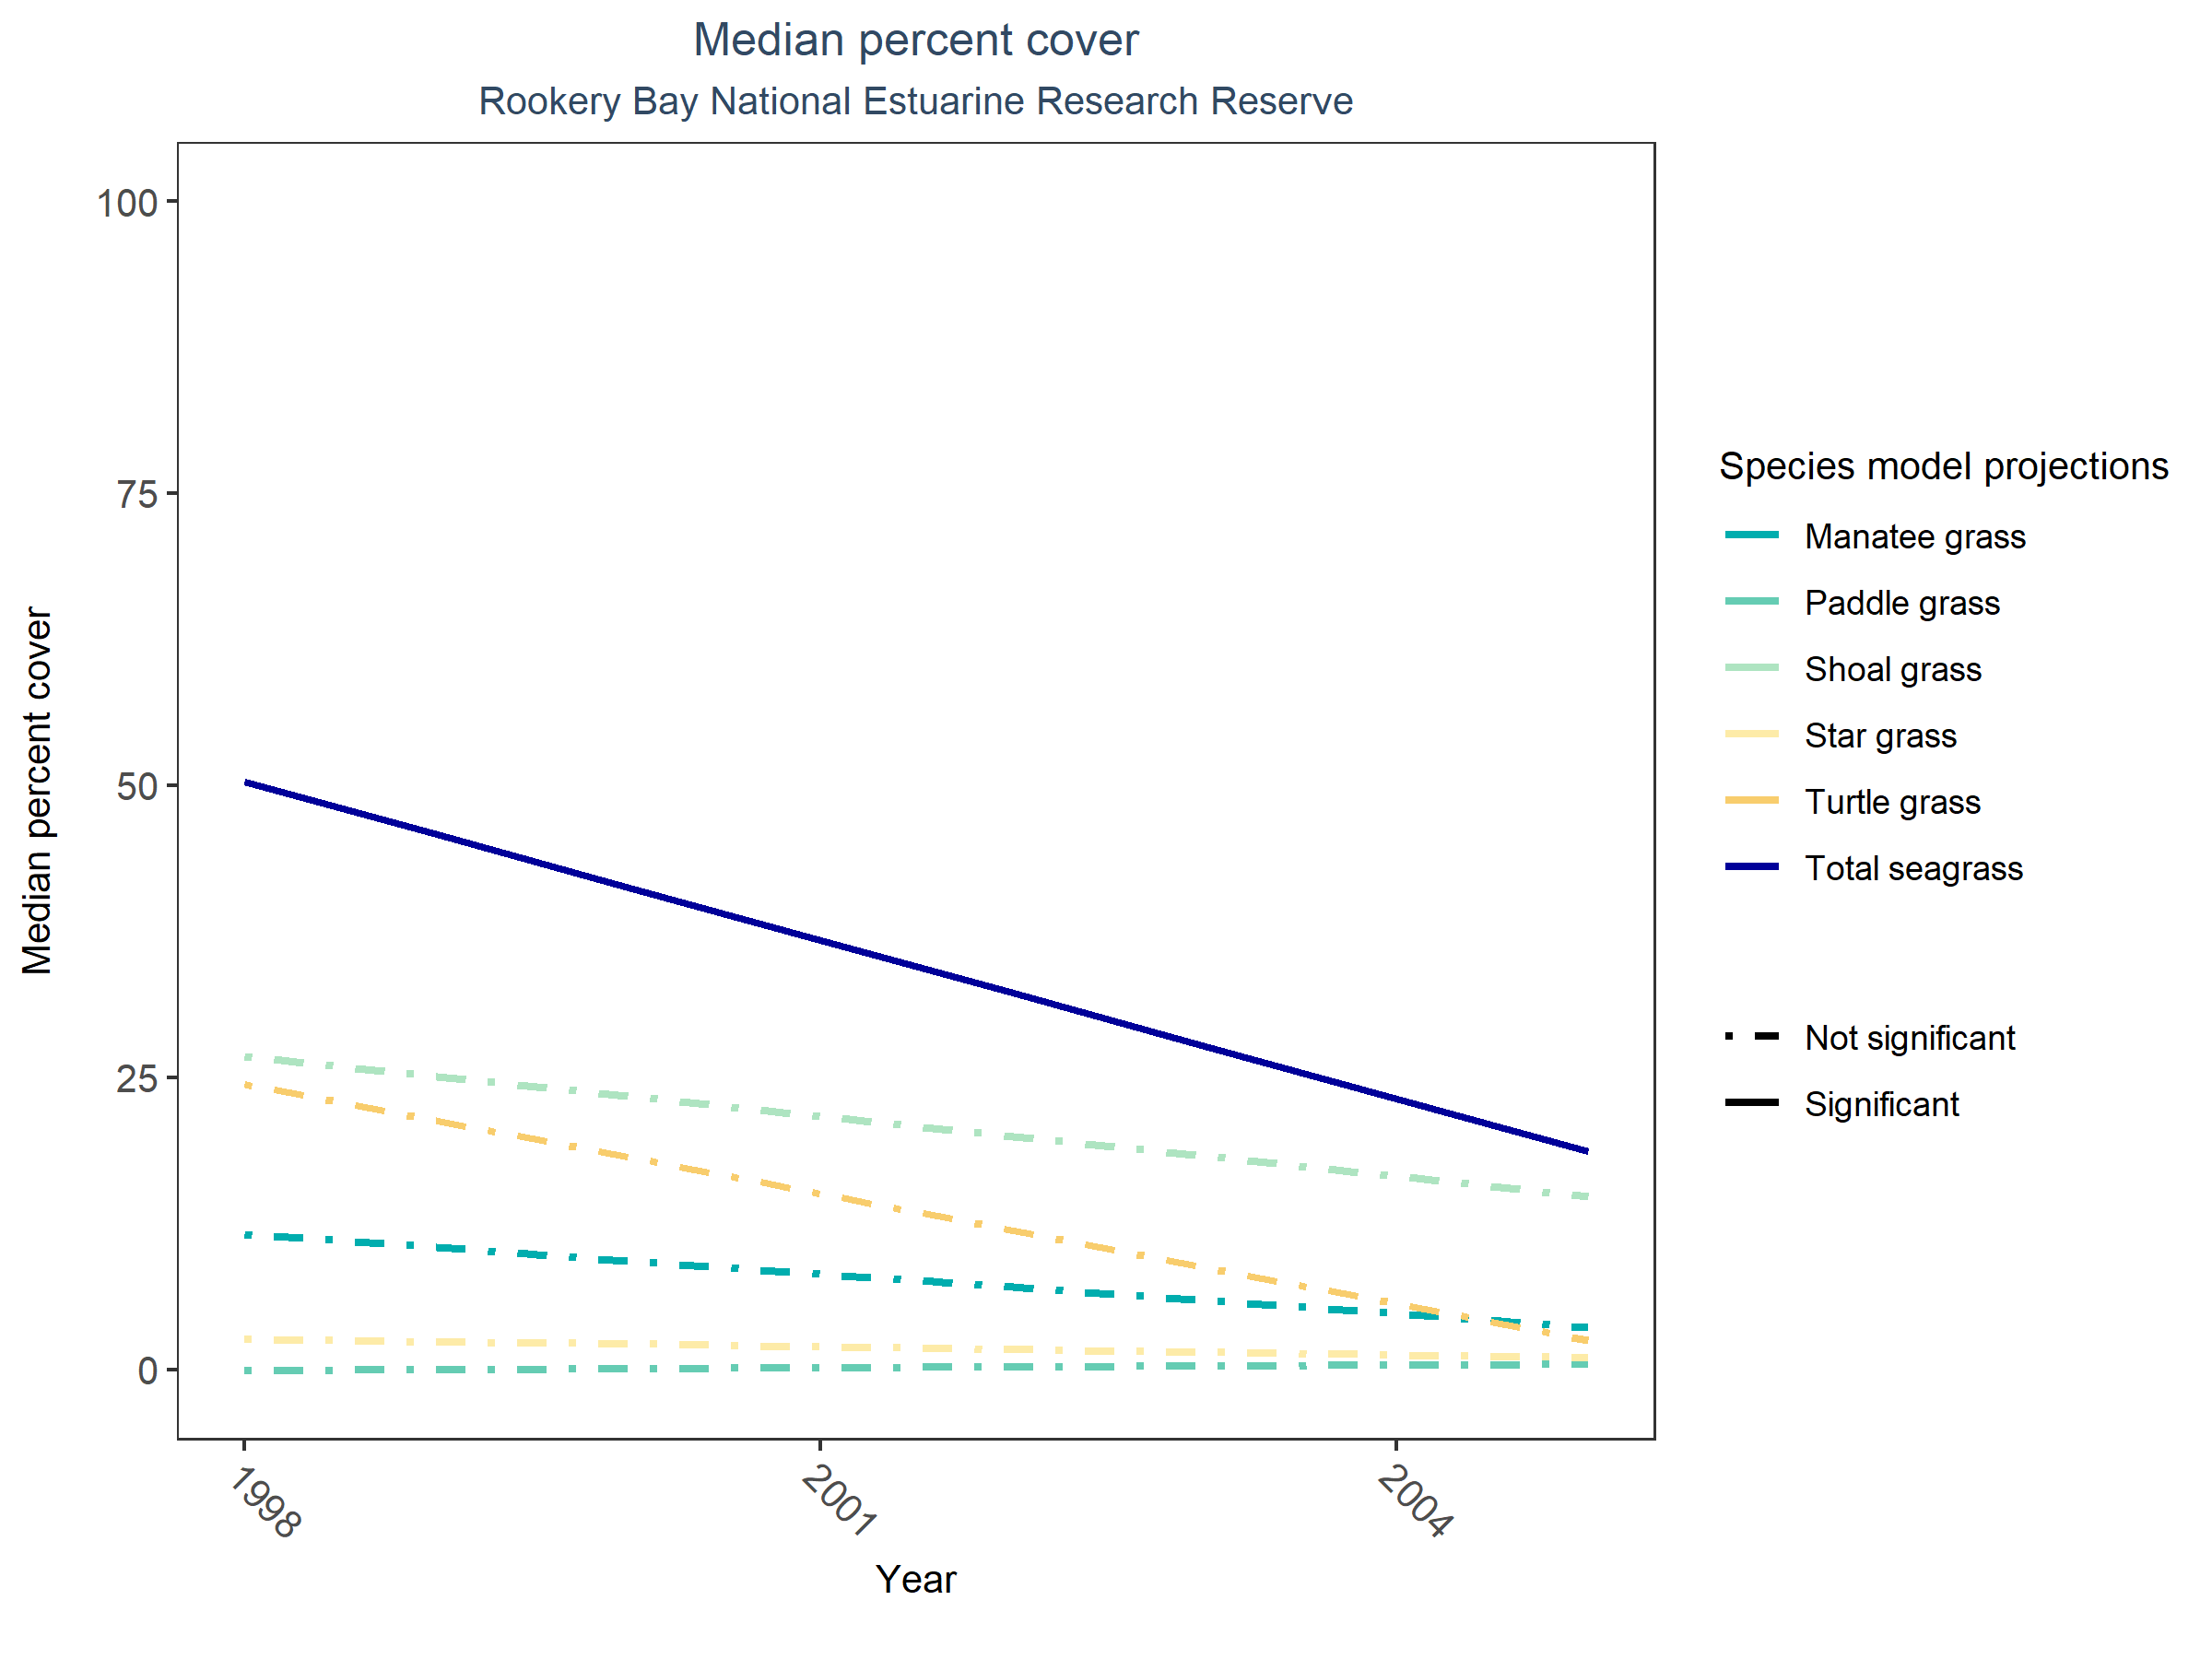 Median percent cover
Rookery Bay National Estuarine Research Reserve
100
75
50
25
0
Median percent cover
1998
2001
2004
Year
Species model projections
Manatee grass
Paddle grass
Shoal grass
Star grass
Turtle grass
Total seagrass
Not significant
Significant